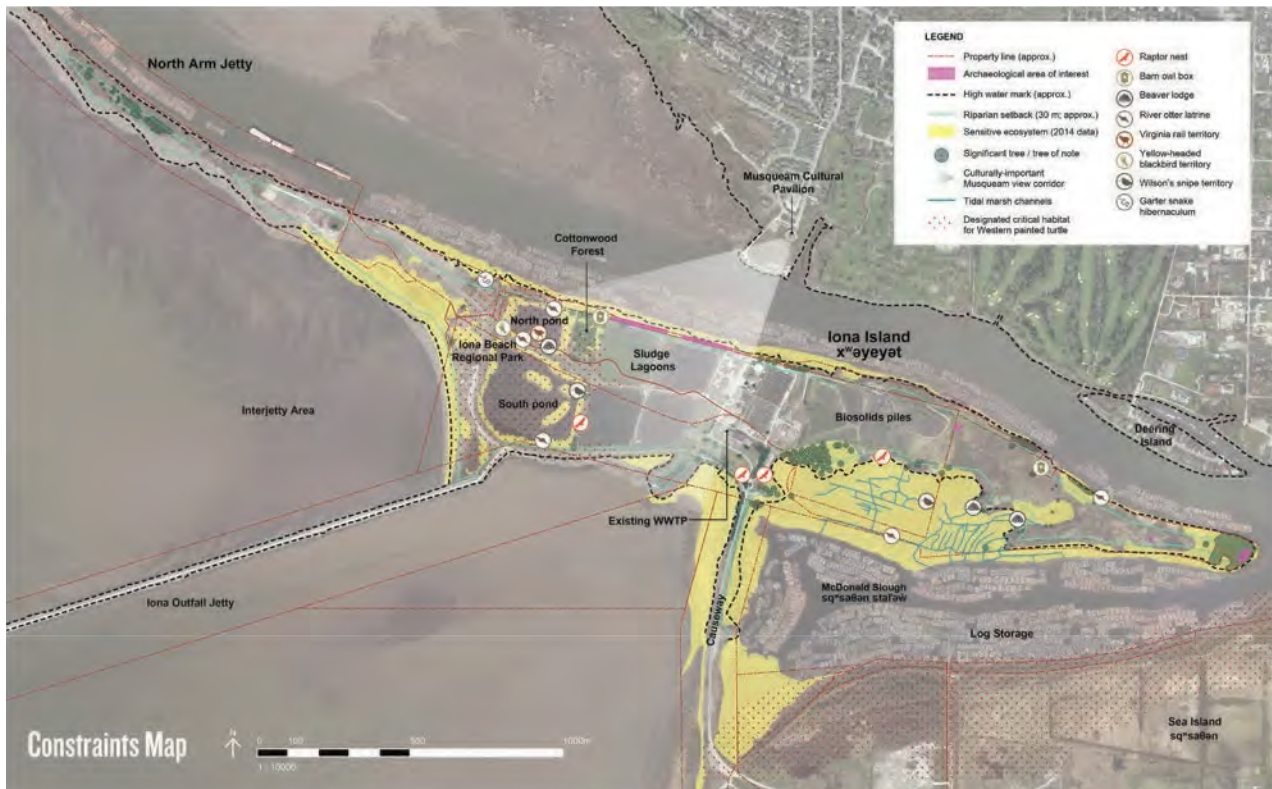 North Arm Jetty
LEGEND
Property line (approx.)
Archaeological area of interest
High water mark (approx.)
Riparian setback (30 m; approx.)
Sensitive ecosystem (2014 data)
Significant tree / tree of note
Culturally-important
Musqueam view corridor
Tidal marsh channels
Designated critical habitat
for Western painted turtle
Raptor nest
Barn owl box
Beaver lodge
River otter latrine
Virginia rail territory
Yellow-headed
blackbird territory
Wilson's snipe territory
Garter snake
hibernaculum
Musqueam Cultural
Pavilion
Cottonwood
Forest
North pond
Iona Beach
Regional Park
Sludge
Lagoons
Iona Island
xʷəyeyət
Interjetty Area
South pond
Biosolids piles
Deering
Island
Existing WWTP
Iona Outfall Jetty
Causeway
McDonald Slough
Log Storage
Sea Island
sqʷsaθən
Constraints Map
N
0 100 500 1000m
1:10000